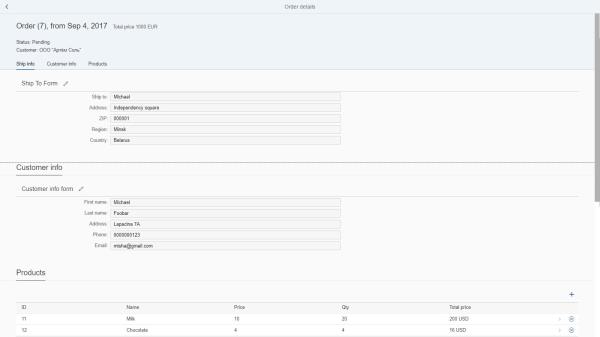 Order details
Order (7), from Sep 4, 2017 Total price 1000 EUR
Status: Pending
Customer: ООО "Артем Соль"
Ship info Customer info Products
Ship To Form
Ship to: Michael
Address: Independency square
ZIP: 000001
Region: Minsk
Country: Belarus
Customer info
Customer info form
First name: Michael
Last name: Foobar
Address: Lapacina 7A
Phone: 0000000123
Email: misha@gmail.com
Products
+
ID Name Price Qty Total price
11 Milk 10 20 200 USD
12 Chocolate 4 4 16 USD